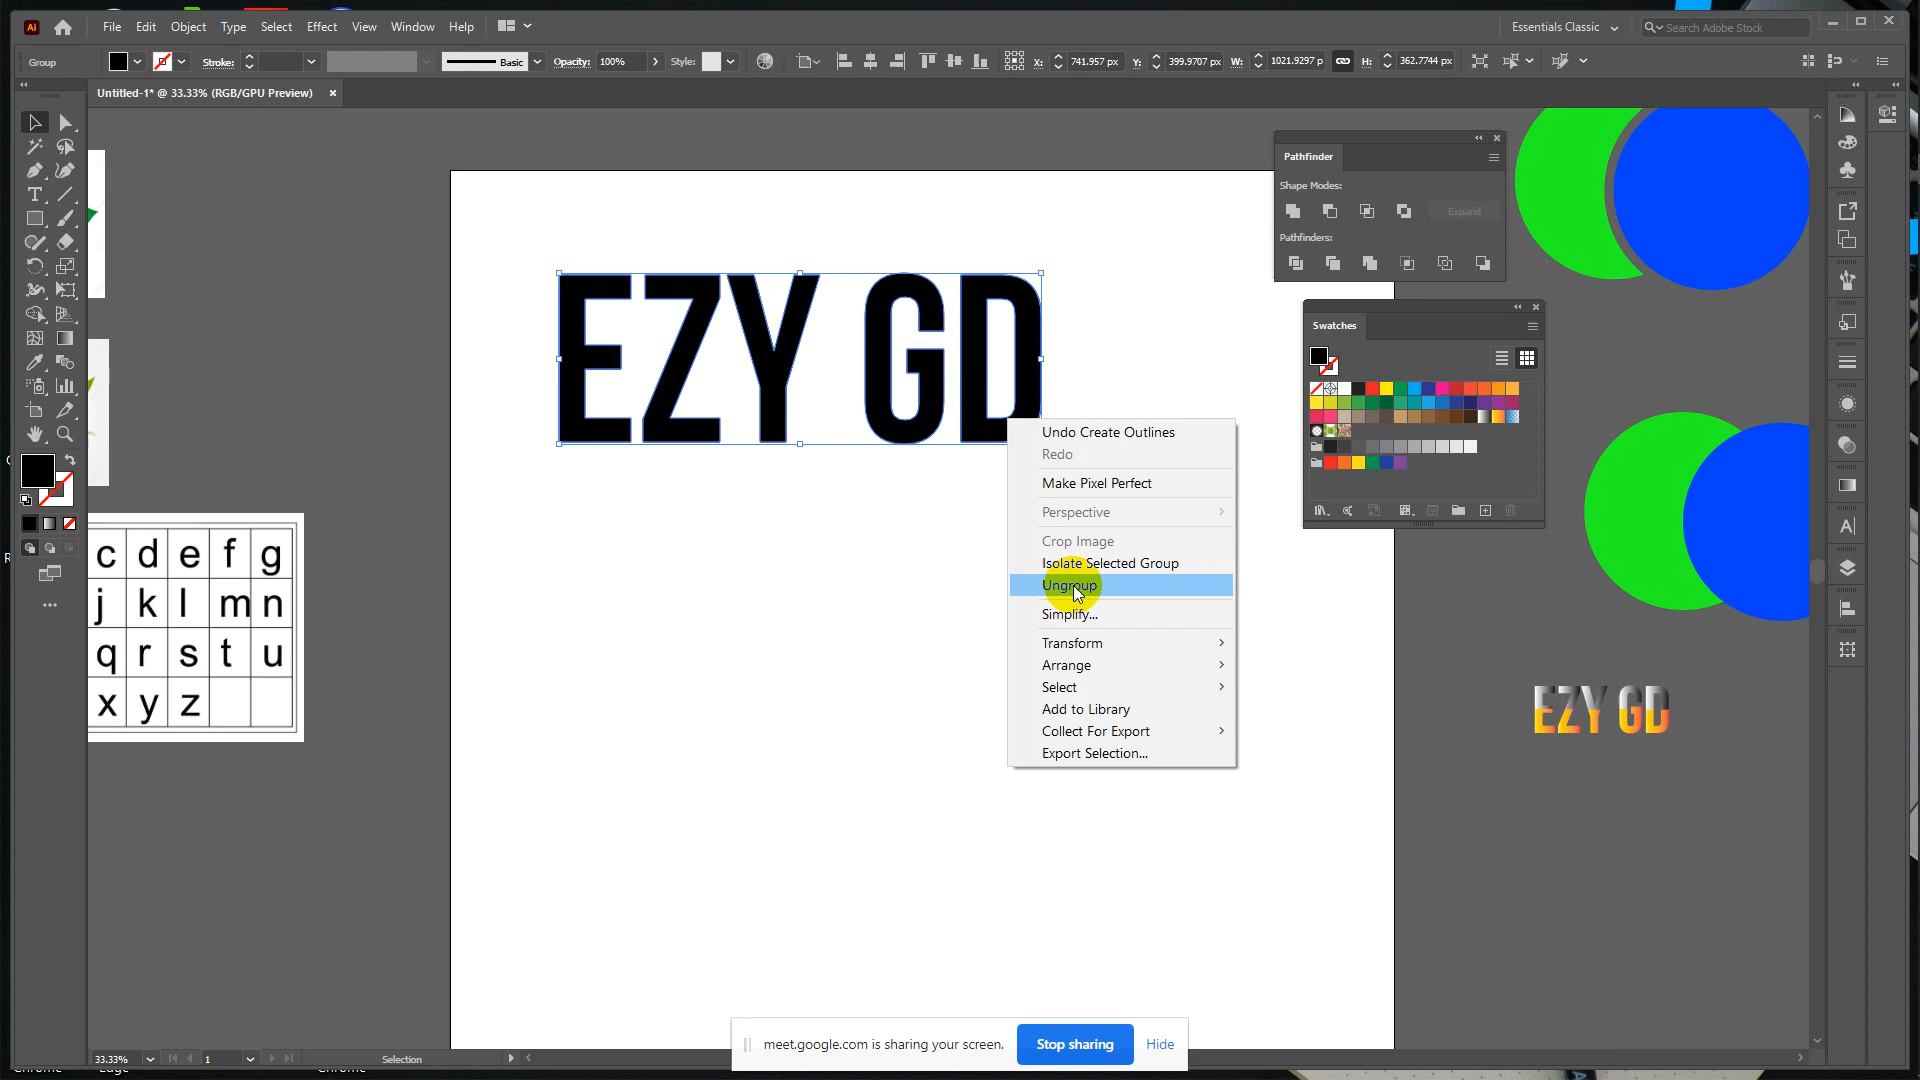 File Edit Object Type Select Effect View Window Help
Essentials Classic
Search Adobe Stock
Group
Stroke:
Basic
Opacity: 100%
Style:
X: 741.957 px
Y: 399.9707 px
W: 1021.9297 p
H: 362.7744 px
Untitled-1* @ 33.33% (RGB/GPU Preview)
Pathfinder
Shape Modes:
Expand
Pathfinders:
Swatches
EZY GD
Undo Create Outlines
Redo
Make Pixel Perfect
Perspective
Crop Image
Isolate Selected Group
Ungroup
Simplify...
Transform
Arrange
Select
Add to Library
Collect For Export
Export Selection...
c d e f g
j k l m n
q r s t u
x y z
EZY GD
meet.google.com is sharing your screen.
Stop sharing
Hide
33.33%
1
Selection